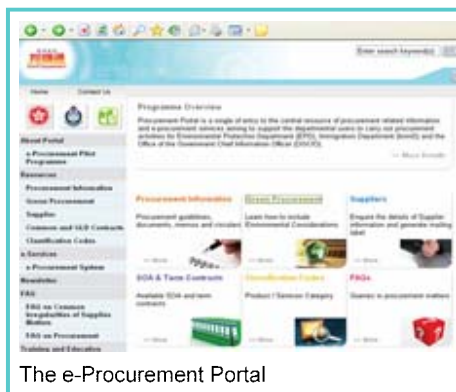 Enter search keyword(s)
Home
Contact Us
Programme Overview
Procurement Portal is a single of entry to the central resource of procurement related information
and e-procurement services aiming to support the departmental users to carry out procurement
activities for Environmental Protection Department (EPD), Immigration Department (ImmD) and the
Office of the Government Chief Information Officer (OGCIO).
About Portal
e-Procurement Pilot
Programme
Resources
Procurement Information
Green Procurement
Supplier
Common and GLD Contracts
Classification Codes
e-Services
e-Procurement System
Newsletter
FAQ
FAQ on Common
Irregularities of Supplies
Matters
FAQ on Procurement
Training and Education
Procurement Information
Procurement guidelines,
documents, memos and circulars
Green Procurement
Learn how to include
Environmental Considerations
Suppliers
Enquire the details of Supplier
information and generate mailing
label
SOA & Term Contracts
Available SOA and term
contracts
Classification Codes
Product / Services Category
FAQs
Queries in procurement matters
The e-Procurement Portal